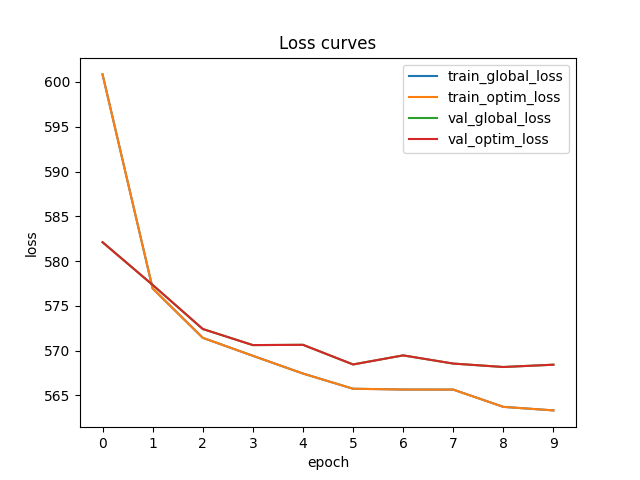 Loss curves
train_global_loss
train_optim_loss
val_global_loss
val_optim_loss
600
595
590
585
580
575
570
565
loss
0 1 2 3 4 5 6 7 8 9
epoch